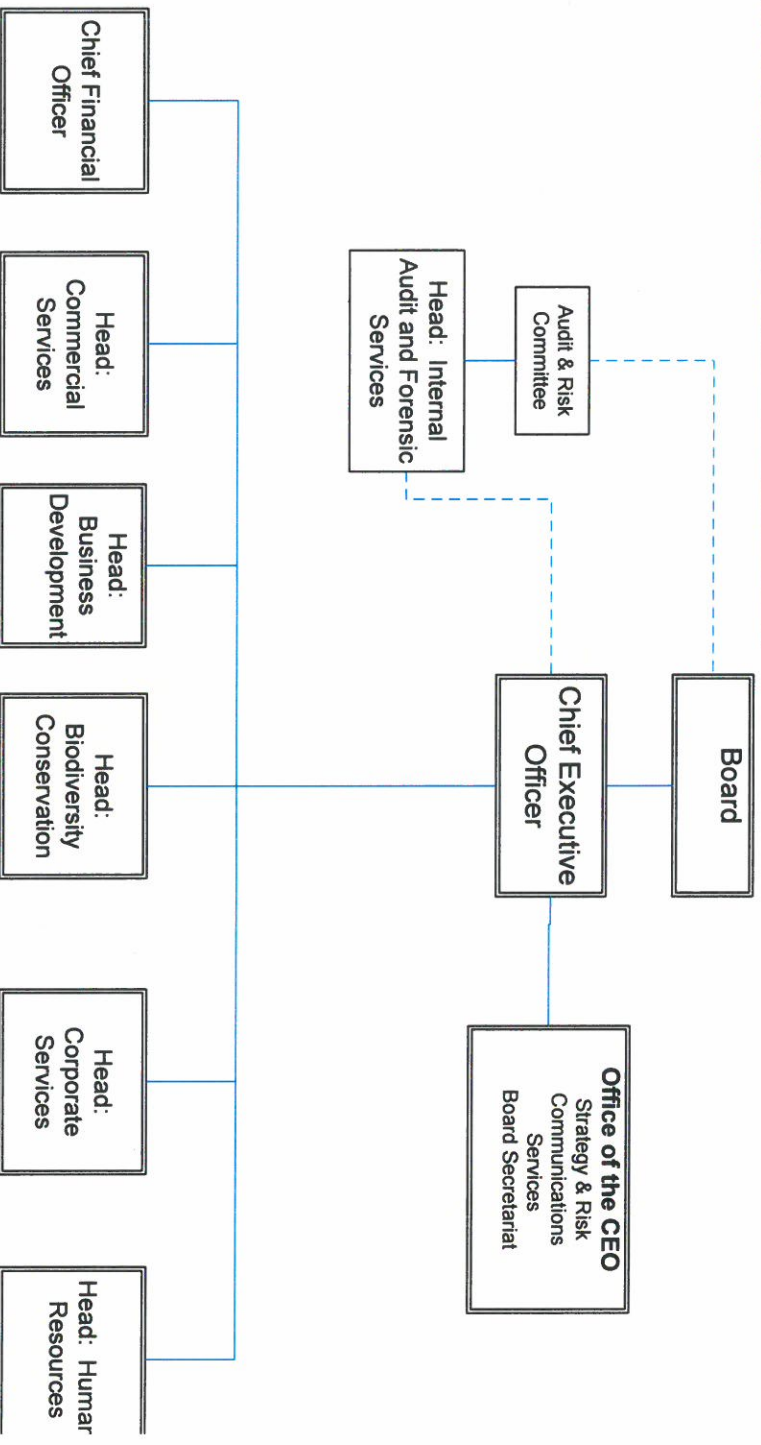 Board
Chief Executive
Officer
Office of the CEO
Strategy & Risk
Communications
Services
Board Secretariat
Audit & Risk
Committee
Head: Internal
Audit and Forensic
Services
Chief Financial
Officer
Head:
Commercial
Services
Head:
Business
Development
Head:
Biodiversity
Conservation
Head:
Corporate
Services
Head: Human
Resources